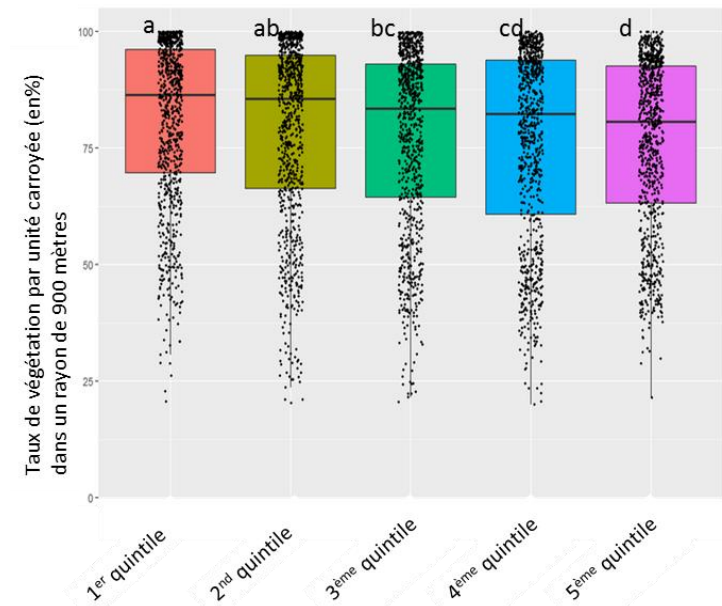 a ab bc cd d
100
75
50
25
0
Taux de végétation par unité carroyée (en%)
dans un rayon de 900 mètres
1er quintile
2nd quintile
3ème quintile
4ème quintile
5ème quintile